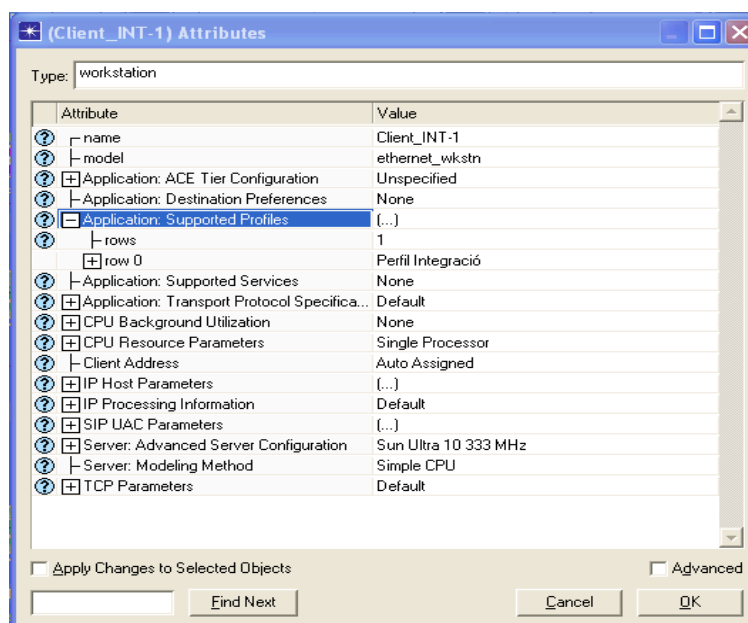 (Client_INT-1) Attributes
Type: workstation
Attribute Value
name Client_INT-1
model ethernet_wkstn
Application: ACE Tier Configuration Unspecified
Application: Destination Preferences None
Application: Supported Profiles (...)
rows 1
row 0 Perfil Integració
Application: Supported Services None
Application: Transport Protocol Specifica... Default
CPU Background Utilization None
CPU Resource Parameters Single Processor
Client Address Auto Assigned
IP Host Parameters (...)
IP Processing Information Default
SIP UAC Parameters (...)
Server: Advanced Server Configuration Sun Ultra 10 333 MHz
Server: Modeling Method Simple CPU
TCP Parameters Default
Apply Changes to Selected Objects Advanced
Find Next Cancel OK